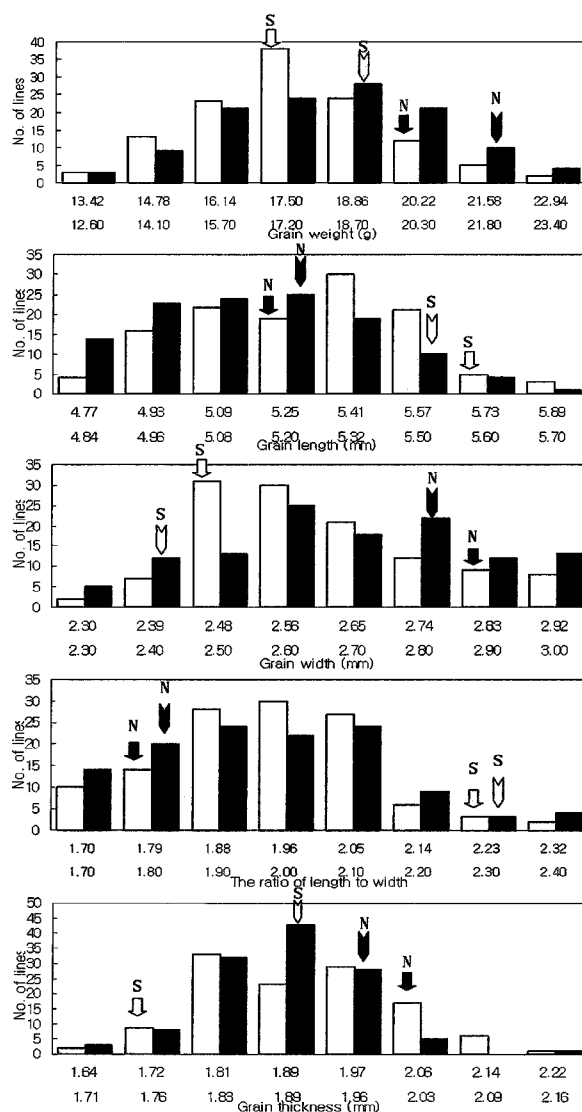 S
S
N
N
No. of lines
40
35
30
25
20
15
10
5
0
13.42 14.78 16.14 17.50 18.86 20.22 21.58 22.94
12.60 14.10 15.70 17.20 18.70 20.30 21.80 23.40
Grain weight (g)
N
N
S
S
No. of lines
35
30
25
20
15
10
5
0
4.77 4.93 5.09 5.25 5.41 5.57 5.73 5.89
4.84 4.96 5.08 5.20 5.32 5.50 5.60 5.70
Grain length (mm)
S
S
N
N
No. of lines
35
30
25
20
15
10
5
0
2.30 2.39 2.48 2.56 2.65 2.74 2.83 2.92
2.30 2.40 2.50 2.60 2.70 2.80 2.90 3.00
Grain width (mm)
N
N
S
S
No. of lines
35
30
25
20
15
10
5
0
1.70 1.79 1.88 1.96 2.05 2.14 2.23 2.32
1.70 1.80 1.90 2.00 2.10 2.20 2.30 2.40
The ratio of length to width
S
S
N
N
No. of lines
50
45
40
35
30
25
20
15
10
5
0
1.64 1.72 1.81 1.89 1.97 2.06 2.14 2.22
1.71 1.76 1.83 1.89 1.96 2.03 2.09 2.16
Grain thickness (mm)